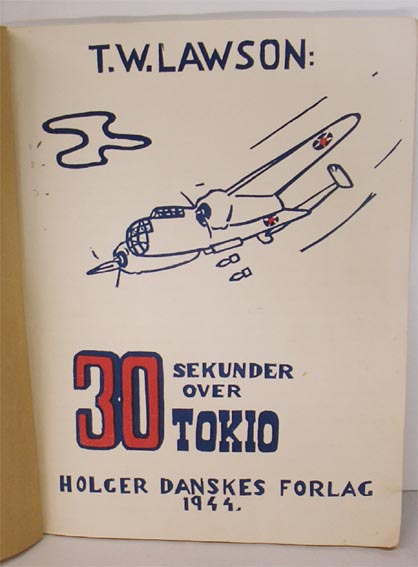 T.W.LAWSON:
30 SEKUNDER
OVER
TOKIO
HOLGER DANSKES FORLAG
1944.